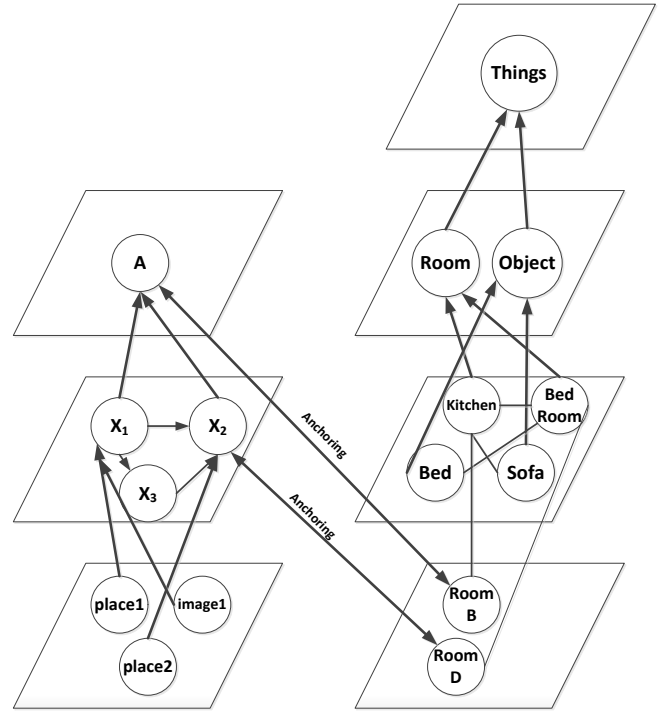 Things
A
Room
Object
X₁
X₂
X₃
Kitchen
Bed
Room
Bed
Sofa
Anchoring
Anchoring
place1
image1
place2
Room
B
Room
D